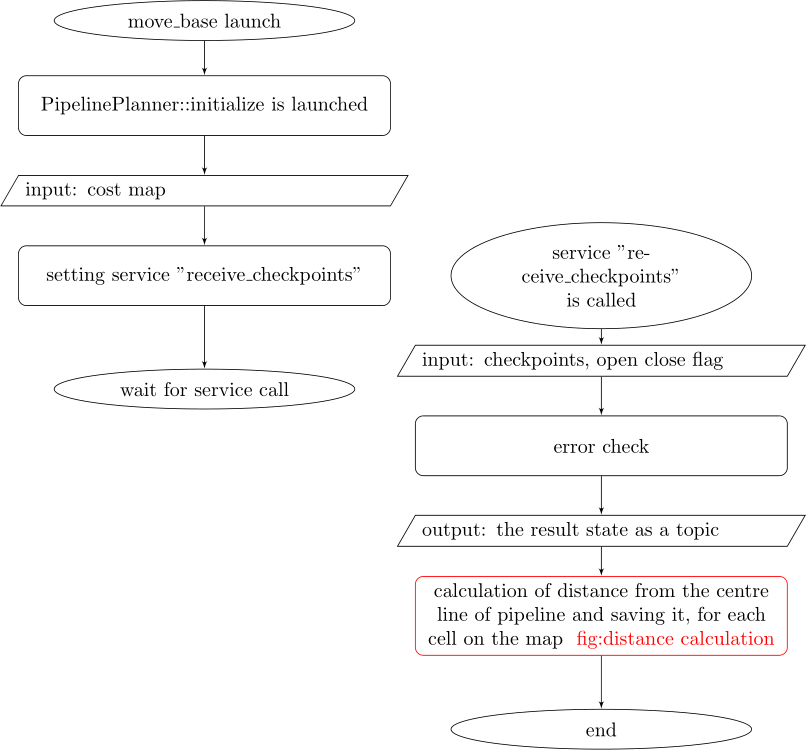 move_base launch
PipelinePlanner::initialize is launched
input: cost map
setting service ”receive_checkpoints”
wait for service call
service ”re-
ceive_checkpoints”
is called
input: checkpoints, open close flag
error check
output: the result state as a topic
calculation of distance from the centre
line of pipeline and saving it, for each
cell on the map fig:distance calculation
end